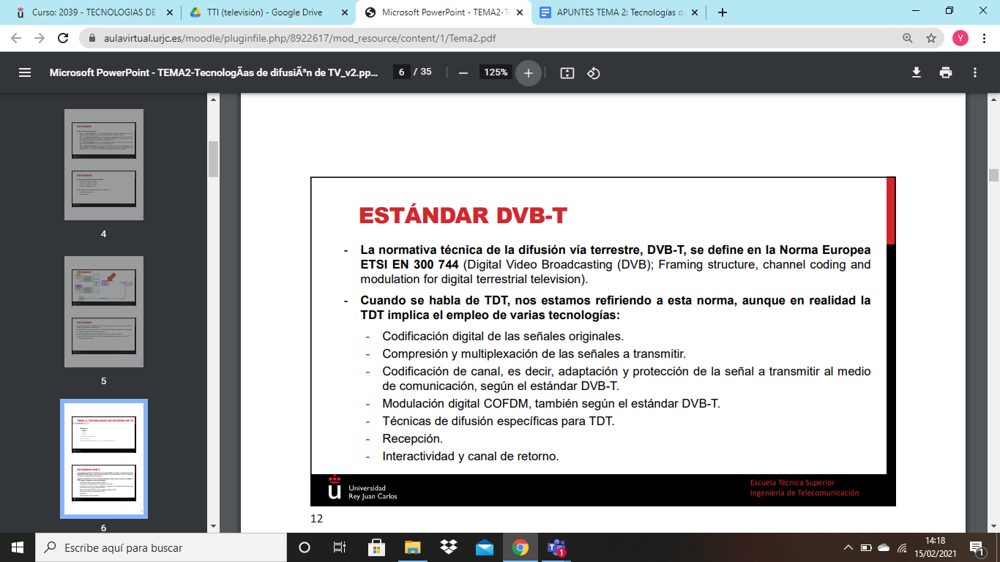 Curso: 2039 - TECNOLOGIAS DE T
TTI (televisión) - Google Drive
Microsoft PowerPoint - TEMA2-T
APUNTES TEMA 2: Tecnologías d
aulavirtual.urjc.es/moodle/pluginfile.php/8922617/mod_resource/content/1/Tema2.pdf
Y
Microsoft PowerPoint - TEMA2-TecnologÃas de difusiÃ³n de TV_v2.pp...
6 / 35
125%
4
5
6
ESTÁNDAR DVB-T
- La normativa técnica de la difusión vía terrestre, DVB-T, se define en la Norma Europea
ETSI EN 300 744 (Digital Video Broadcasting (DVB); Framing structure, channel coding and
modulation for digital terrestrial television).
- Cuando se habla de TDT, nos estamos refiriendo a esta norma, aunque en realidad la
TDT implica el empleo de varias tecnologías:
- Codificación digital de las señales originales.
- Compresión y multiplexación de las señales a transmitir.
- Codificación de canal, es decir, adaptación y protección de la señal a transmitir al medio
de comunicación, según el estándar DVB-T.
- Modulación digital COFDM, también según el estándar DVB-T.
- Técnicas de difusión específicas para TDT.
- Recepción.
- Interactividad y canal de retorno.
Universidad
Rey Juan Carlos
Escuela Técnica Superior
Ingeniería de Telecomunicación
12
Escribe aquí para buscar
1
14:18
15/02/2021
1